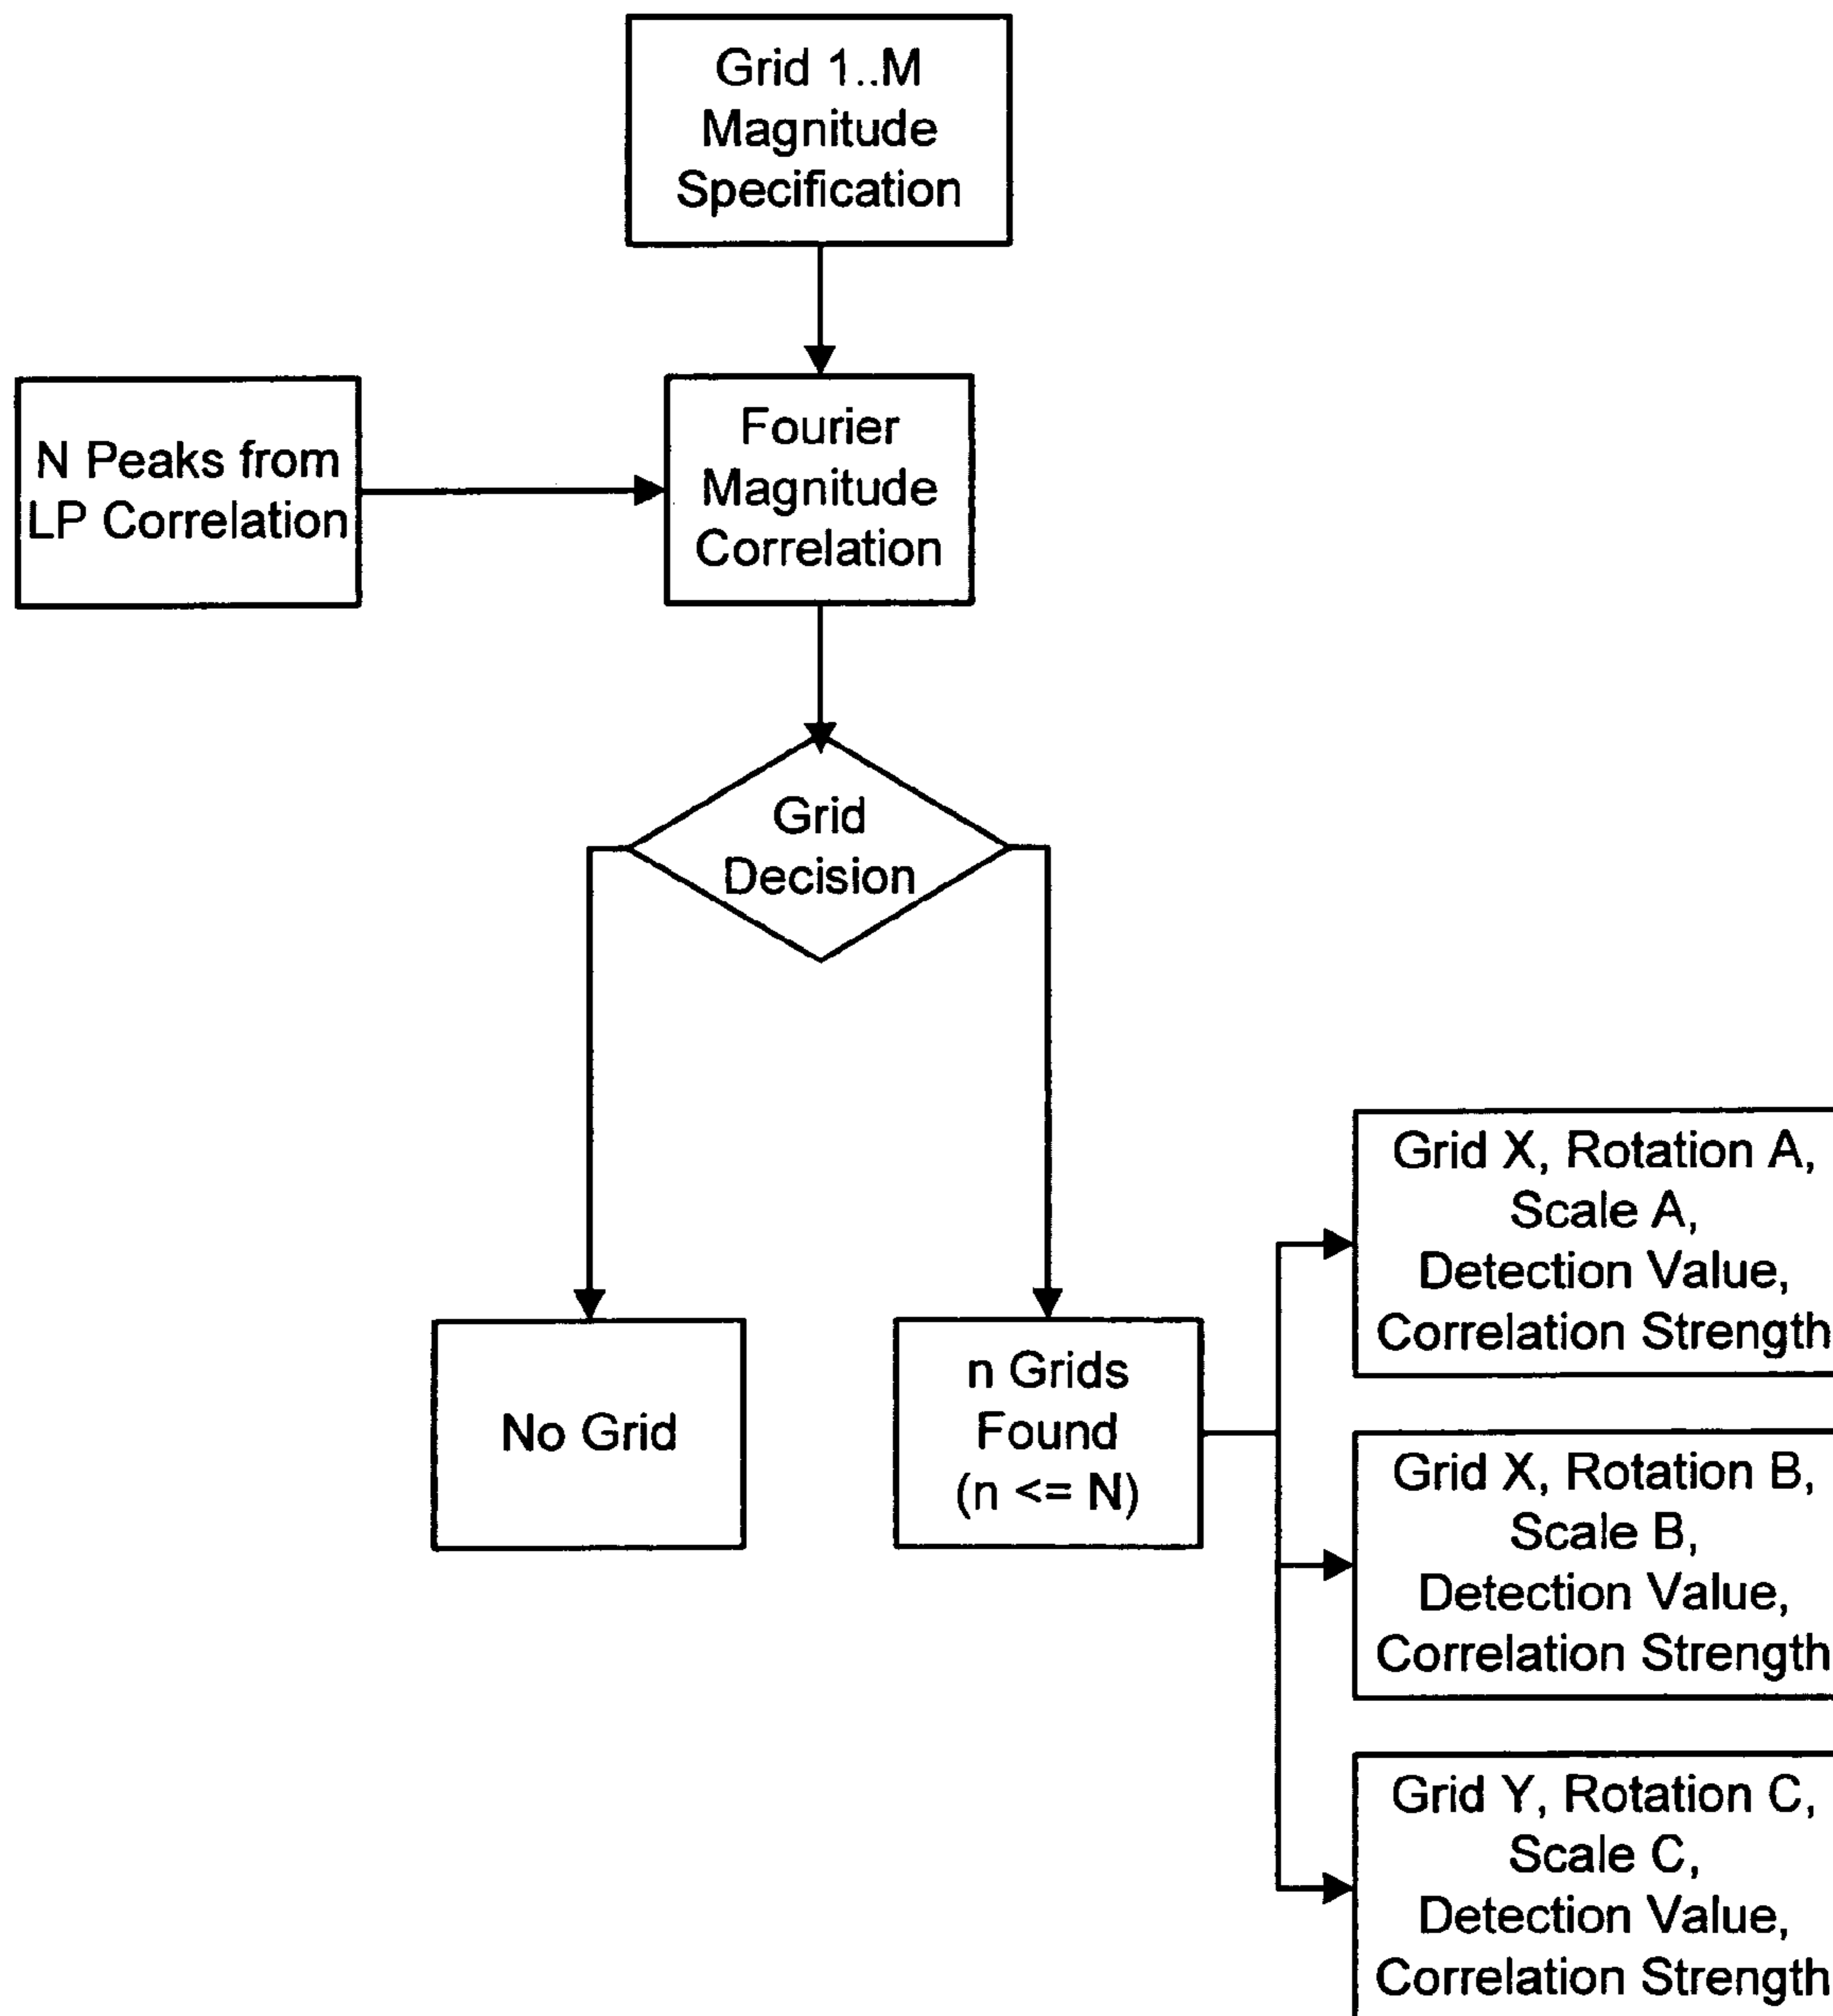 Grid 1..M
Magnitude
Specification
N Peaks from
LP Correlation
Fourier
Magnitude
Correlation
Grid
Decision
No Grid
n Grids
Found
(n <= N)
Grid X, Rotation A,
Scale A,
Detection Value,
Correlation Strength
Grid X, Rotation B,
Scale B,
Detection Value,
Correlation Strength
Grid Y, Rotation C,
Scale C,
Detection Value,
Correlation Strength